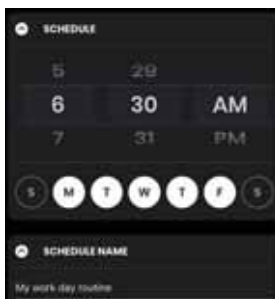 SCHEDULE
5 29
6 30 AM
7 31 PM
S M T W T F S
SCHEDULE NAME
My work day routine